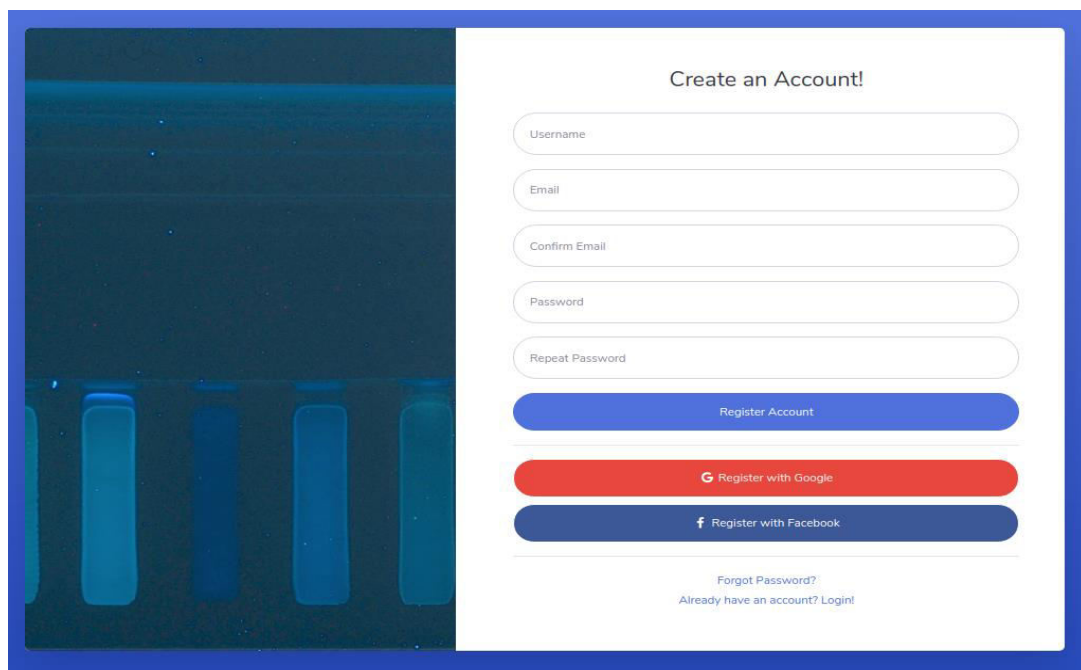 Create an Account!
Username
Email
Confirm Email
Password
Repeat Password
Register Account
Register with Google
Register with Facebook
Forgot Password?
Already have an account? Login!